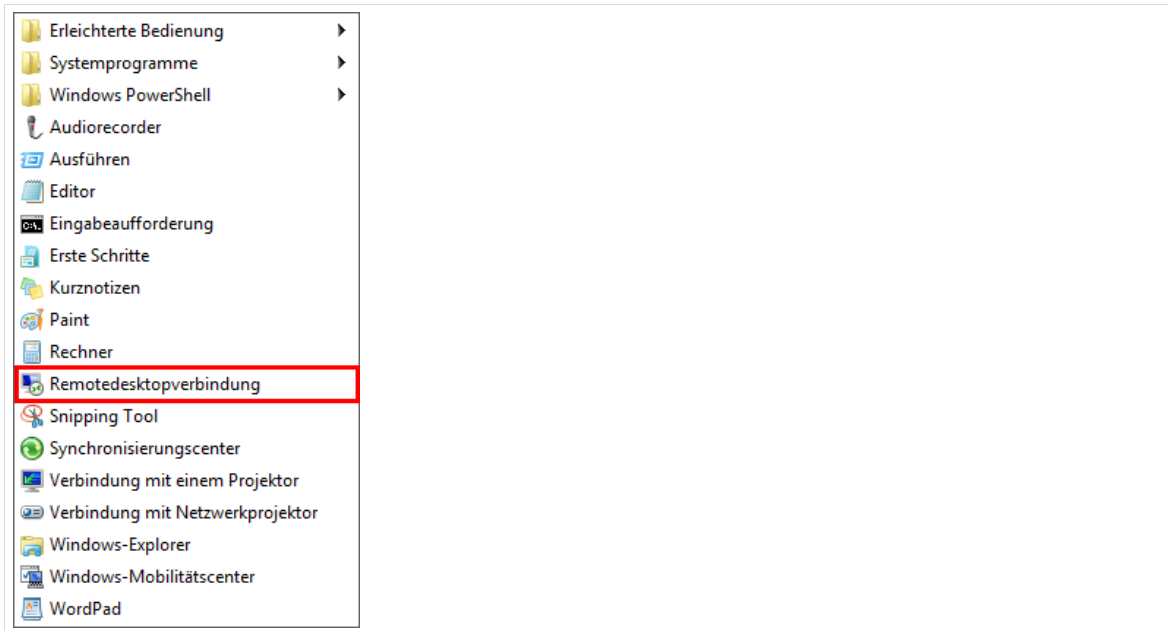 Erleichterte Bedienung
Systemprogramme
Windows PowerShell
Audiorecorder
Ausführen
Editor
Eingabeaufforderung
Erste Schritte
Kurznotizen
Paint
Rechner
Remotedesktopverbindung
Snipping Tool
Synchronisierungscenter
Verbindung mit einem Projektor
Verbindung mit Netzwerkprojektor
Windows-Explorer
Windows-Mobilitätscenter
WordPad